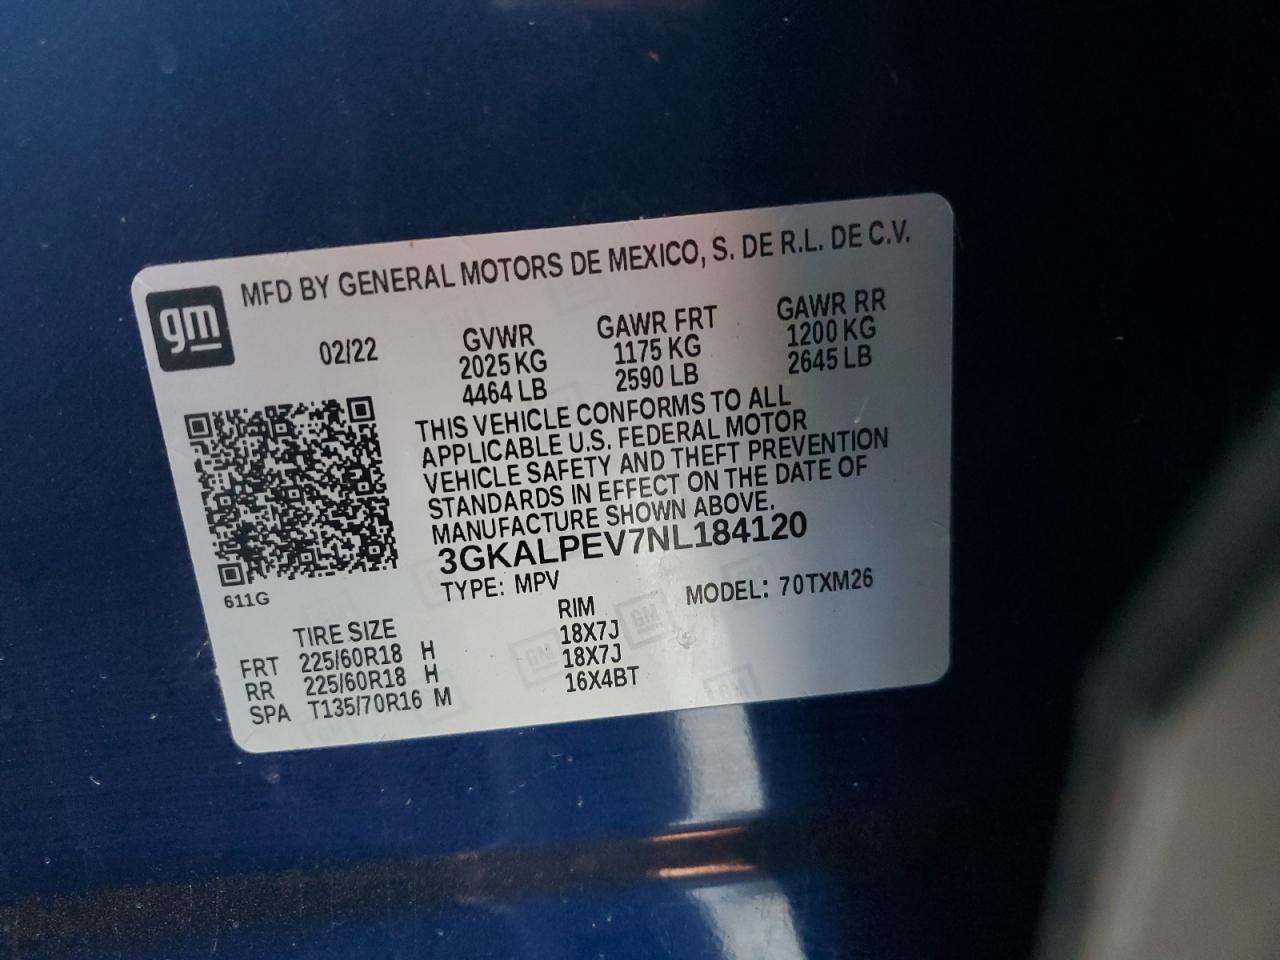 gm
MFD BY GENERAL MOTORS DE MEXICO, S. DE R.L. DE C.V.
02/22 GVWR GAWR FRT GAWR RR
2025 KG 1175 KG 1200 KG
4464 LB 2590 LB 2645 LB
THIS VEHICLE CONFORMS TO ALL
APPLICABLE U.S. FEDERAL MOTOR
VEHICLE SAFETY AND THEFT PREVENTION
STANDARDS IN EFFECT ON THE DATE OF
MANUFACTURE SHOWN ABOVE.
3GKALPEV7NL184120
611G TYPE: MPV MODEL: 70TXM26
TIRE SIZE RIM
FRT 225/60R18 H 18X7J
RR 225/60R18 H 18X7J
SPA T135/70R16 M 16X4BT
GM
GM
GM